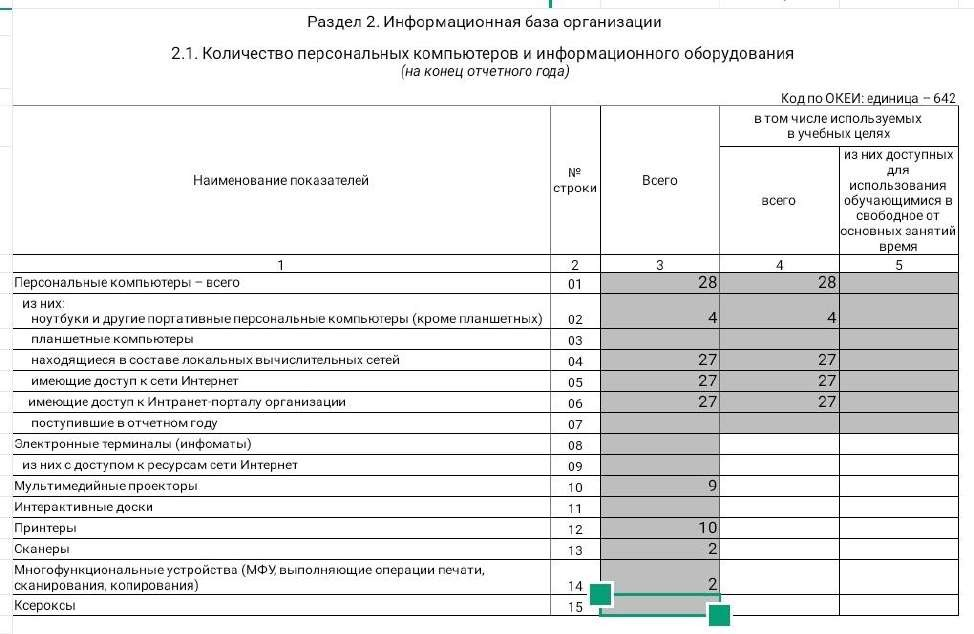 Раздел 2. Информационная база организации
2.1. Количество персональных компьютеров и информационного оборудования
(на конец отчетного года)
Код по ОКЕИ: единица – 642
Наименование показателей
№
строки
Всего
в том числе используемых
в учебных целях
всего
из них доступных
для
использования
обучающимися в
свободное от
основных занятий
время
1 2 3 4 5
Персональные компьютеры – всего 01 28 28
из них:
ноутбуки и другие портативные персональные компьютеры (кроме планшетных) 02 4 4
планшетные компьютеры 03
находящиеся в составе локальных вычислительных сетей 04 27 27
имеющие доступ к сети Интернет 05 27 27
имеющие доступ к Интранет-порталу организации 06 27 27
поступившие в отчетном году 07
Электронные терминалы (инфоматы) 08
из них с доступом к ресурсам сети Интернет 09
Мультимедийные проекторы 10 9
Интерактивные доски 11
Принтеры 12 10
Сканеры 13 2
Многофункциональные устройства (МФУ, выполняющие операции печати,
сканирования, копирования) 14 2
Ксероксы 15